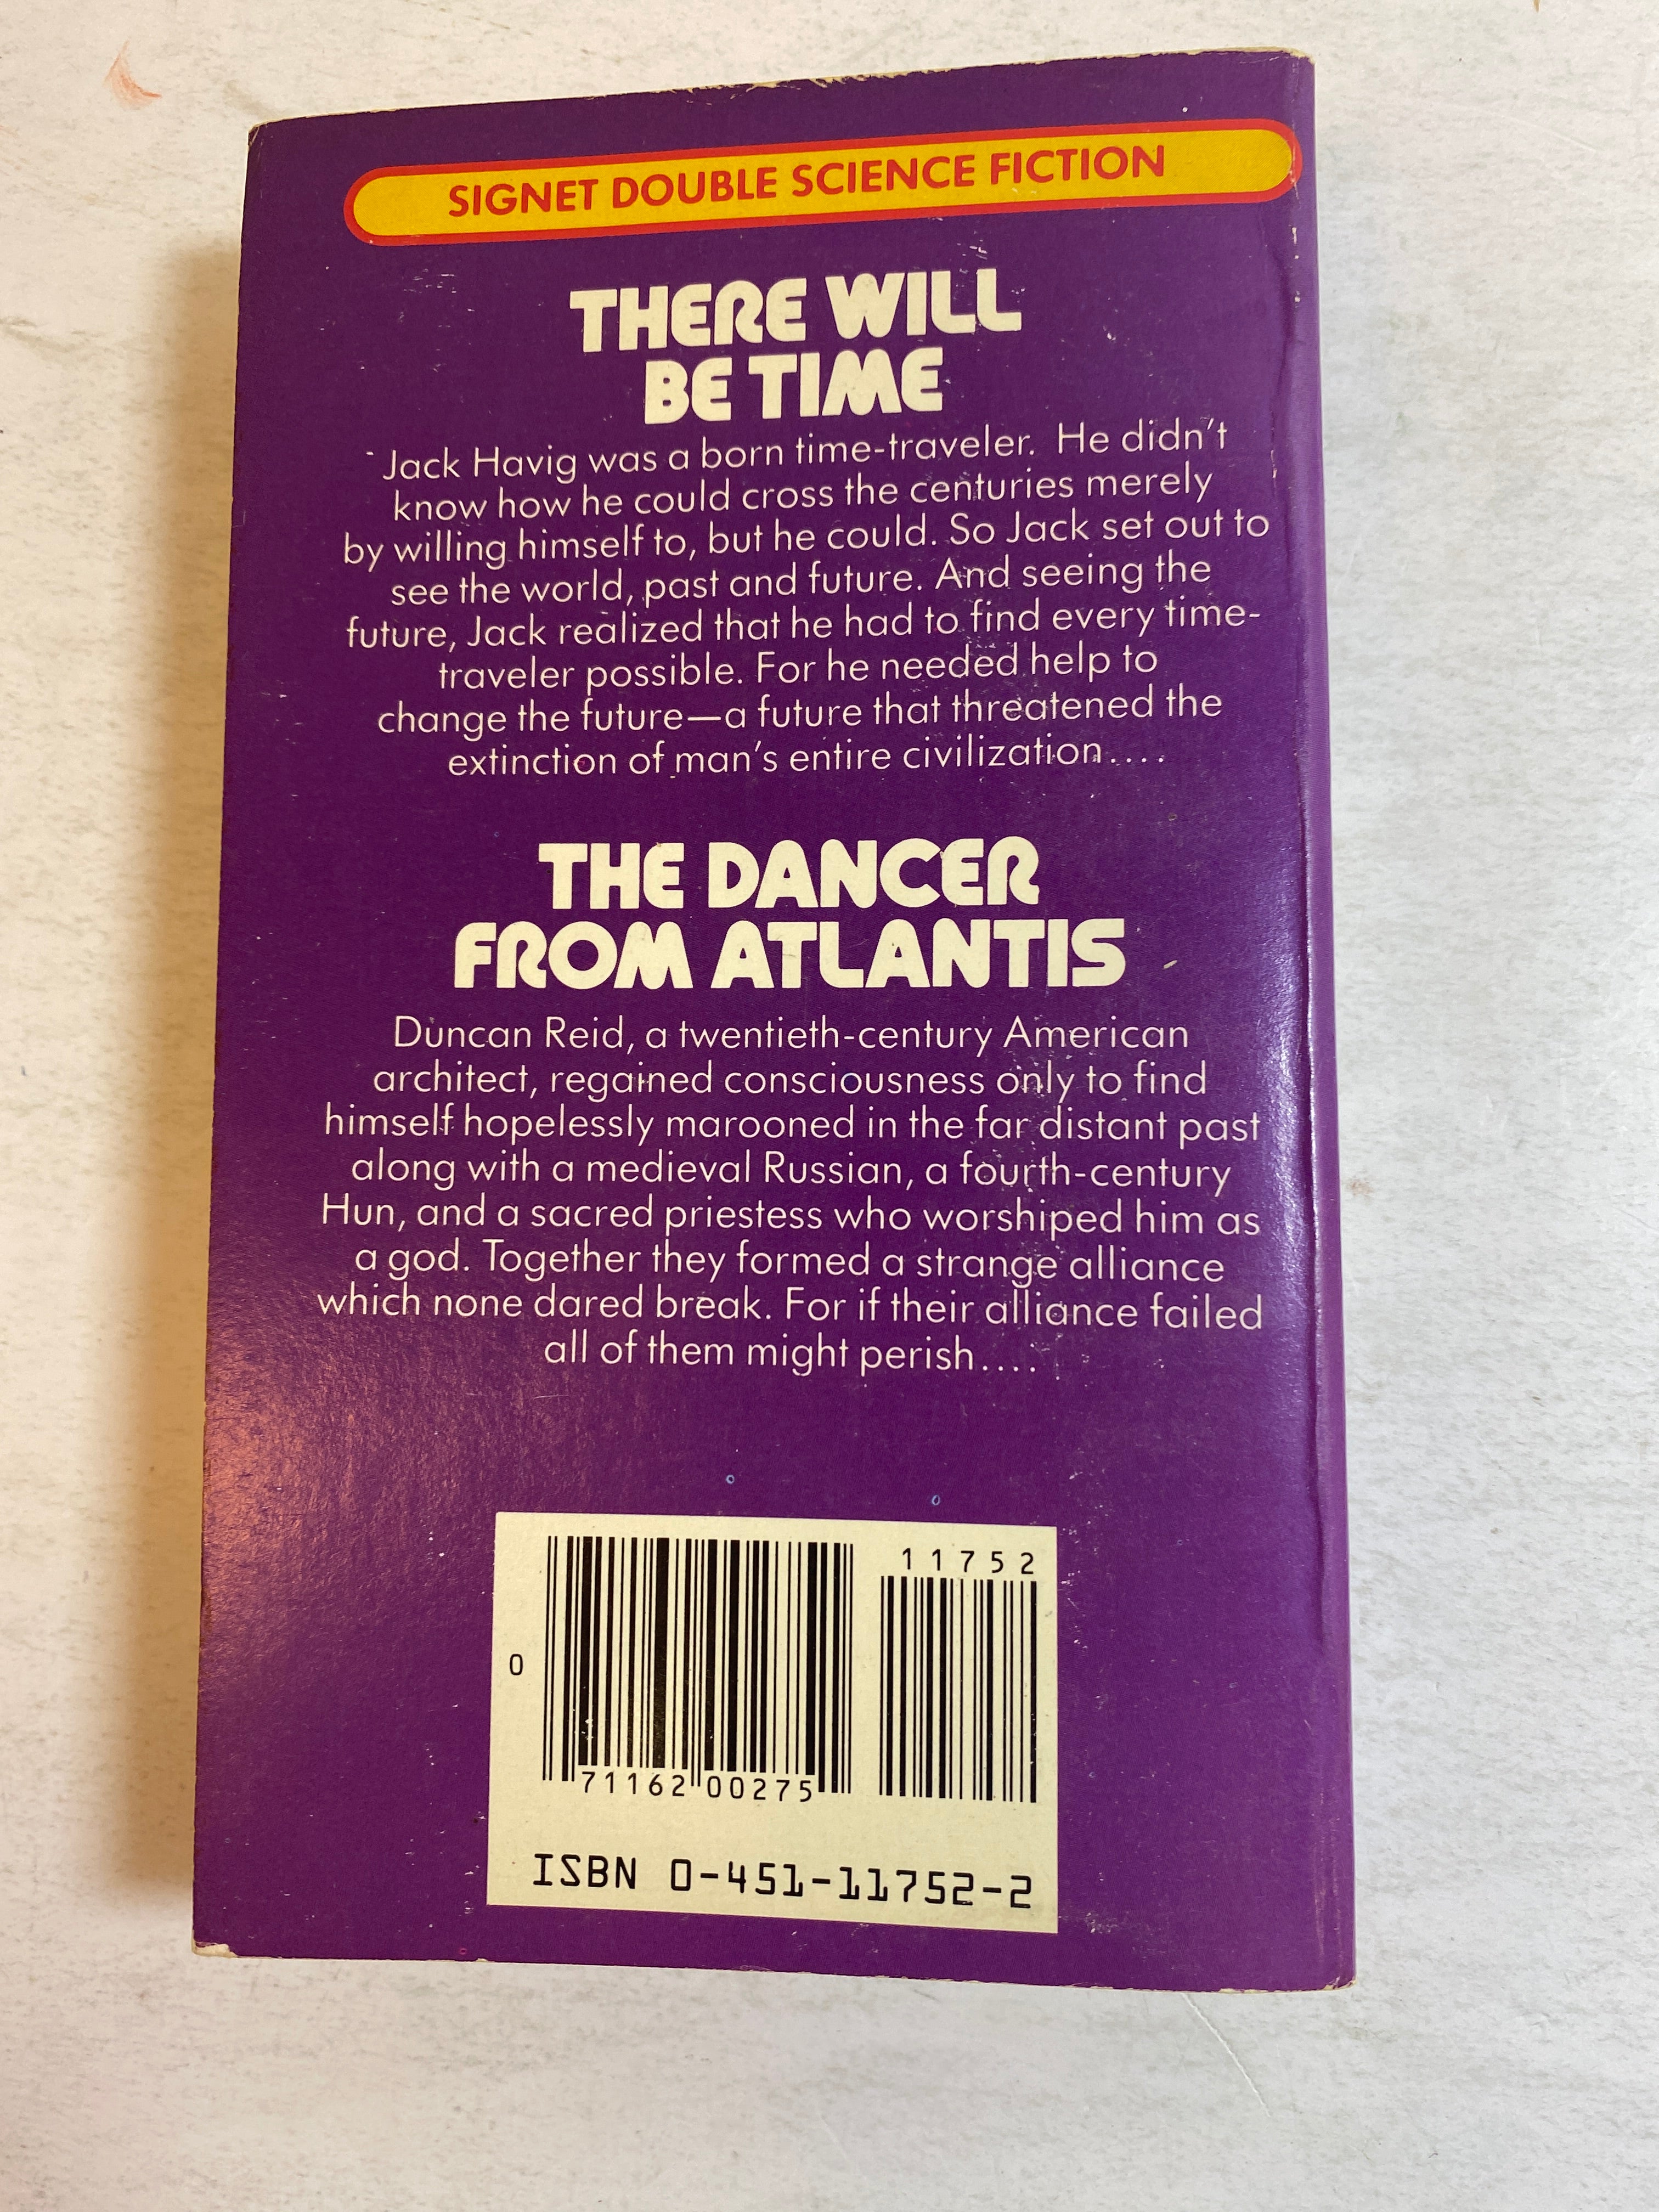 SIGNET DOUBLE SCIENCE FICTION
THERE WILL
BE TIME
Jack Havig was a born time-traveler. He didn't
know how he could cross the centuries merely
by willing himself to, but he could. So Jack set out to
see the world, past and future. And seeing the
future, Jack realized that he had to find every time-
traveler possible. For he needed help to
change the future—a future that threatened the
extinction of man's entire civilization....
THE DANCER
FROM ATLANTIS
Duncan Reid, a twentieth-century American
architect, regained consciousness only to find
himself hopelessly marooned in the far distant past
along with a medieval Russian, a fourth-century
Hun, and a sacred priestess who worshiped him as
a god. Together they formed a strange alliance
which none dared break. For if their alliance failed
all of them might perish....
11752
0
71162 00275
ISBN 0-451-11752-2